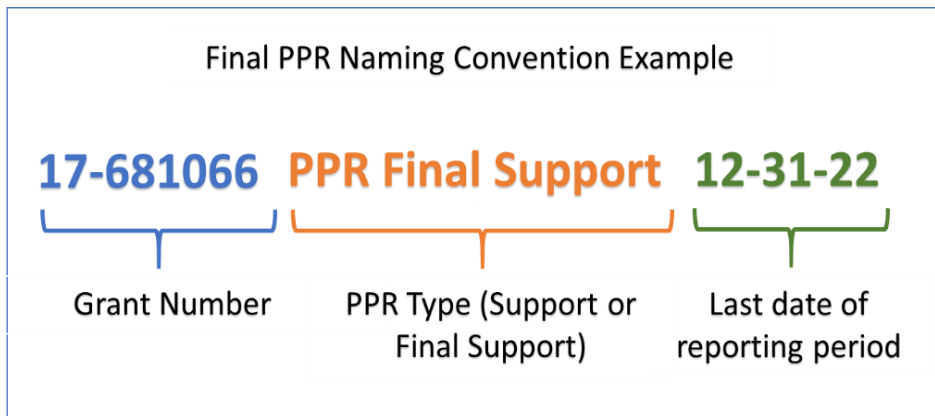 Final PPR Naming Convention Example
17-681066 PPR Final Support 12-31-22
Grant Number
PPR Type (Support or
Final Support)
Last date of
reporting period